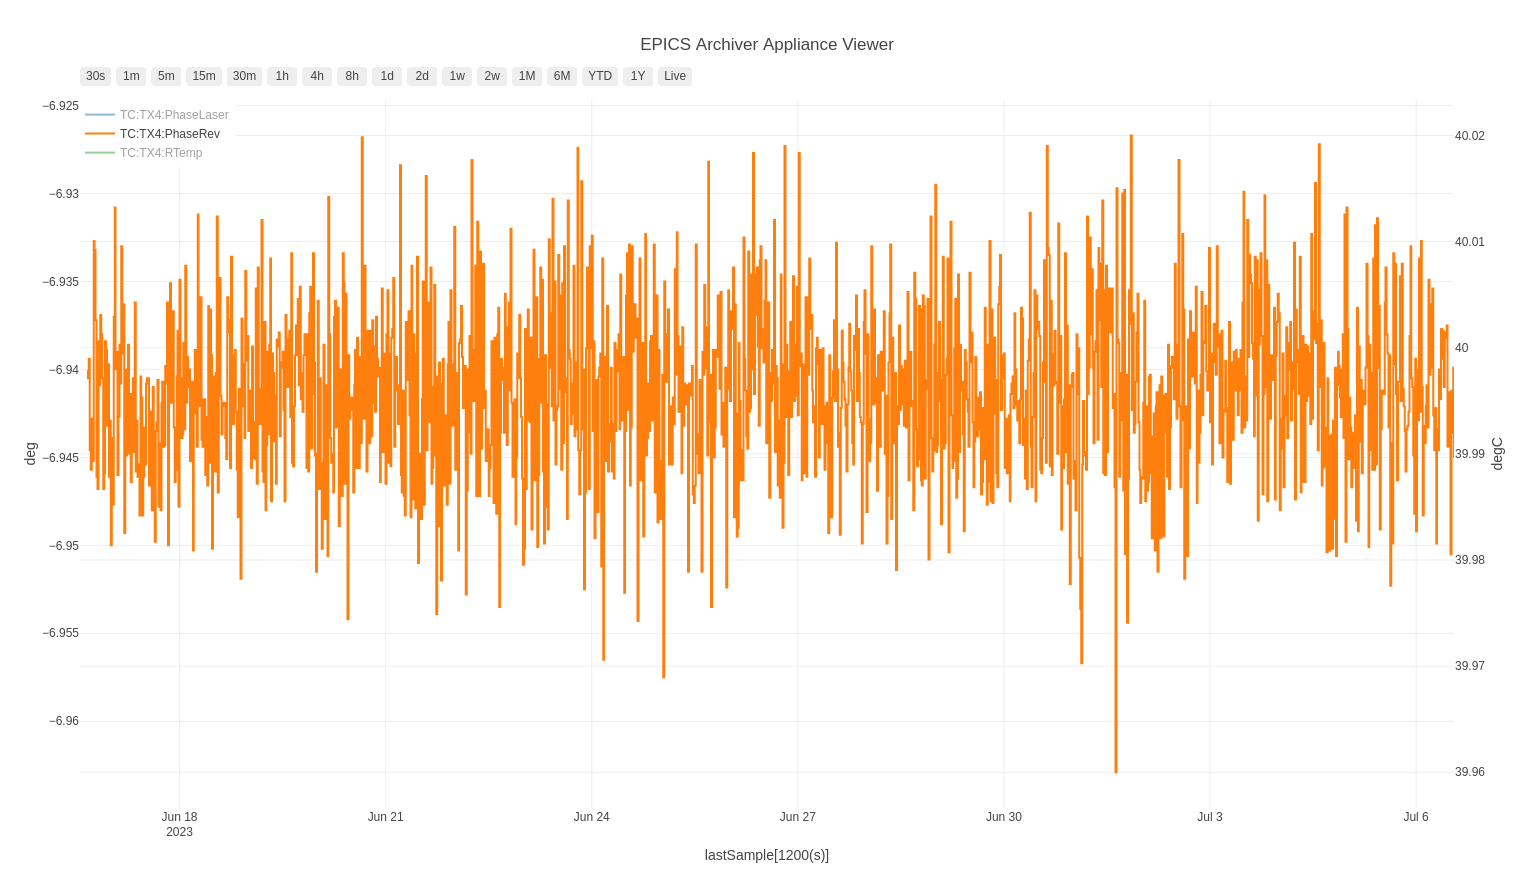 EPICS Archiver Appliance Viewer
30s 1m 5m 15m 30m 1h 4h 8h 1d 2d 1w 2w 1M 6M YTD 1Y Live
TC:TX4:PhaseLaser
TC:TX4:PhaseRev
TC:TX4:RTemp
−6.925
−6.93
−6.935
−6.94
−6.945
−6.95
−6.955
−6.96
deg
40.02
40.01
40
39.99
39.98
39.97
39.96
degC
Jun 18 Jun 21 Jun 24 Jun 27 Jun 30 Jul 3 Jul 6
2023
lastSample[1200(s)]